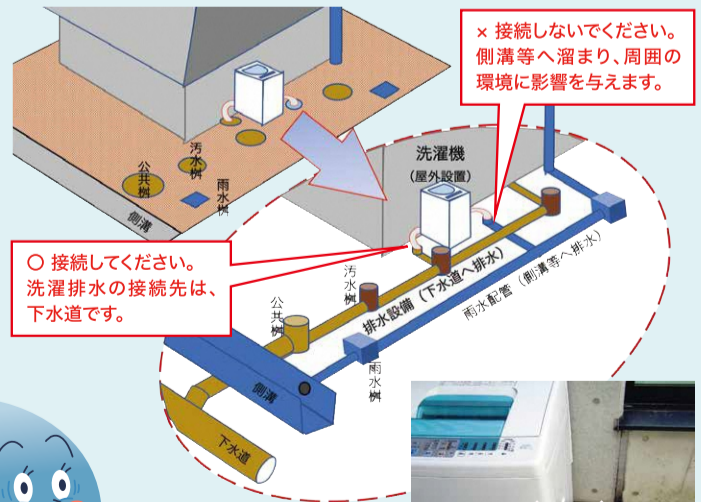 × 接続しないでください。
側溝等へ溜まり、周囲の
環境に影響を与えます。
汚水桝
公共桝
雨水桝
側溝
洗濯機
(屋外設置)
○ 接続してください。
洗濯排水の接続先は、
下水道です。
汚水桝
公共桝
排水設備(下水道へ排水)
雨水配管(側溝等へ排水)
雨水桝
側溝
下水道